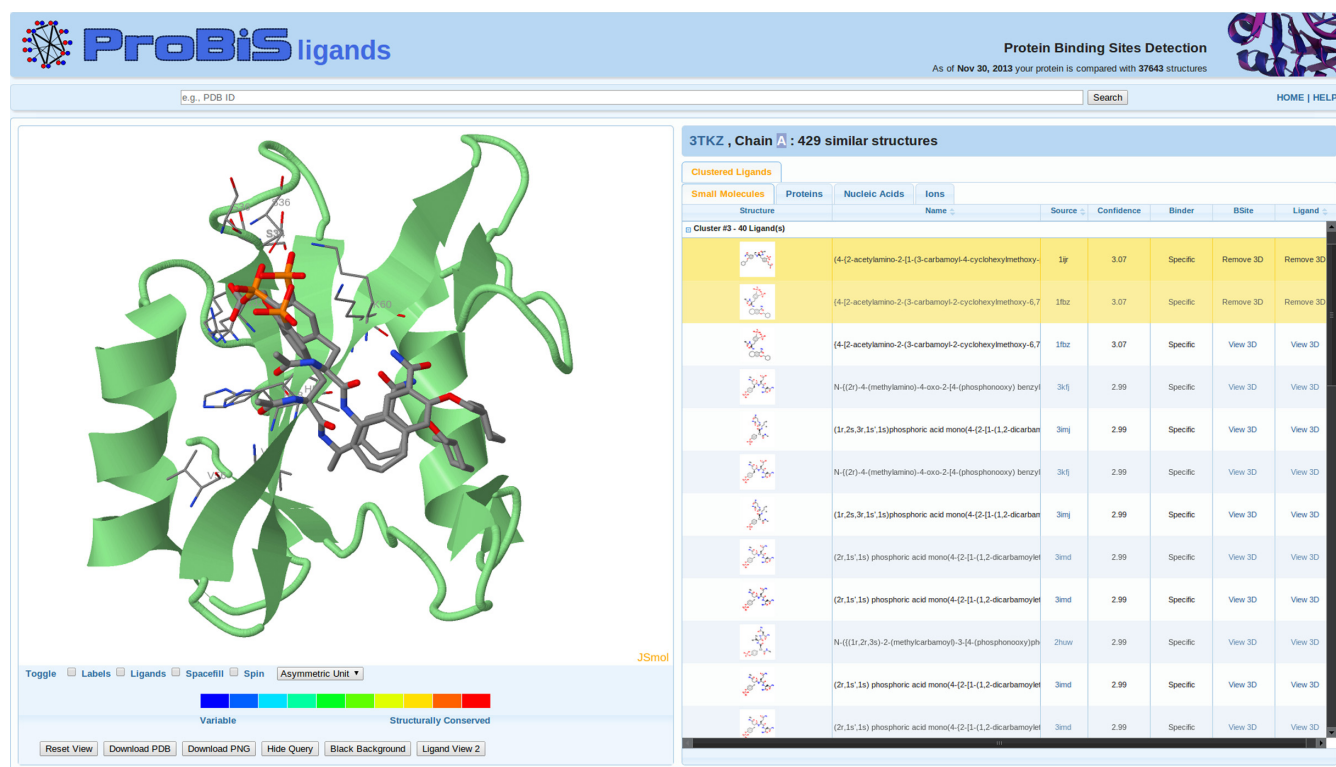 ProBiS ligands
Protein Binding Sites Detection
As of Nov 30, 2013 your protein is compared with 37643 structures
e.g., PDB ID
Search
HOME | HELP
S36
K60
JSmol
Toggle Labels Ligands Spacefill Spin Asymmetric Unit
Variable Structurally Conserved
Reset View Download PDB Download PNG Hide Query Black Background Ligand View 2
3TKZ , Chain A : 429 similar structures
Clustered Ligands
Small Molecules Proteins Nucleic Acids Ions
Structure Name Source Confidence Binder BSite Ligand
Cluster #3 - 40 Ligand(s)
(4-{2-acetylamino-2-[1-(3-carbamoyl-4-cyclohexylmethoxy- 1ijr 3.07 Specific Remove 3D Remove 3D
{4-[2-acetylamino-2-(3-carbamoyl-2-cyclohexylmethoxy-6,7 1fbz 3.07 Specific Remove 3D Remove 3D
{4-[2-acetylamino-2-(3-carbamoyl-2-cyclohexylmethoxy-6,7 1fbz 3.07 Specific View 3D View 3D
N-{(2r)-4-(methylamino)-4-oxo-2-[4-(phosphonooxy) benzyl 3kfj 2.99 Specific View 3D View 3D
(1r,2s,3r,1s',1s)phosphoric acid mono(4-{2-[1-(1,2-dicarbam 3imj 2.99 Specific View 3D View 3D
N-{(2r)-4-(methylamino)-4-oxo-2-[4-(phosphonooxy) benzyl 3kfj 2.99 Specific View 3D View 3D
(1r,2s,3r,1s',1s)phosphoric acid mono(4-{2-[1-(1,2-dicarbam 3imj 2.99 Specific View 3D View 3D
(2r,1s',1s) phosphoric acid mono(4-{2-[1-(1,2-dicarbamoylet 3imd 2.99 Specific View 3D View 3D
(2r,1s',1s) phosphoric acid mono(4-{2-[1-(1,2-dicarbamoylet 3imd 2.99 Specific View 3D View 3D
N-({(1r,2r,3s)-2-(methylcarbamoyl)-3-[4-(phosphonooxy)ph 2huw 2.99 Specific View 3D View 3D
(2r,1s',1s) phosphoric acid mono(4-{2-[1-(1,2-dicarbamoylet 3imd 2.99 Specific View 3D View 3D
(2r,1s',1s) phosphoric acid mono(4-{2-[1-(1,2-dicarbamoylet 3imd 2.99 Specific View 3D View 3D